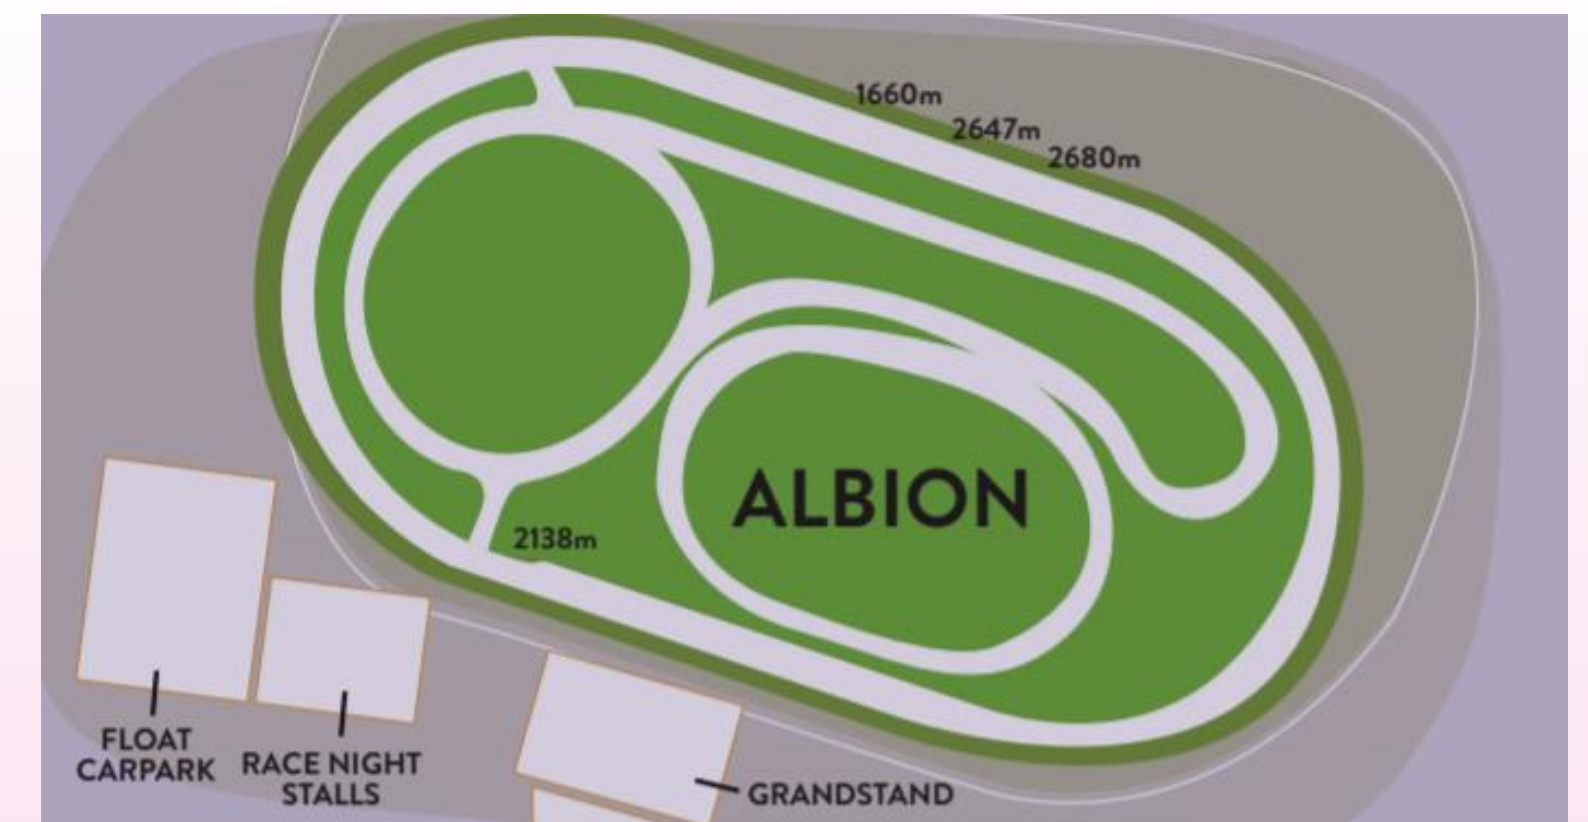 1660m
2647m
2680m
ALBION
2138m
FLOAT
CARPARK
RACE NIGHT
STALLS
GRANDSTAND